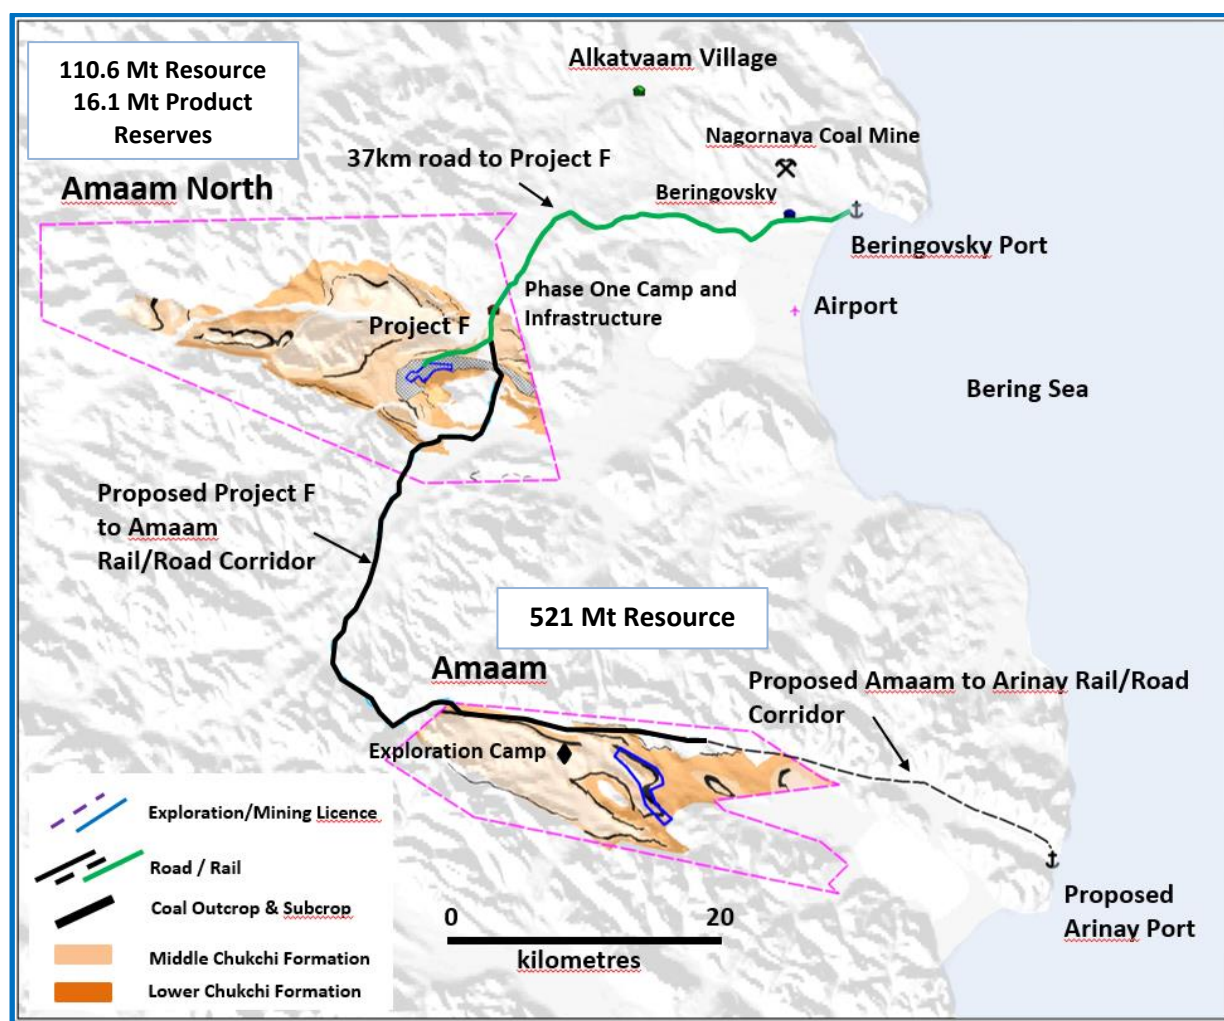 110.6 Mt Resource
16.1 Mt Product
Reserves
Alkatvaam Village
Nagornaya Coal Mine
37km road to Project F
Beringovsky
Amaam North
Beringovsky Port
Phase One Camp and
Infrastructure
Airport
Project F
Bering Sea
Proposed Project F
to Amaam
Rail/Road Corridor
521 Mt Resource
Amaam
Proposed Amaam to Arinay Rail/Road
Corridor
Exploration Camp
Exploration/Mining Licence
Road / Rail
Coal Outcrop & Subcrop
Middle Chukchi Formation
Lower Chukchi Formation
0 20
kilometres
Proposed
Arinay Port